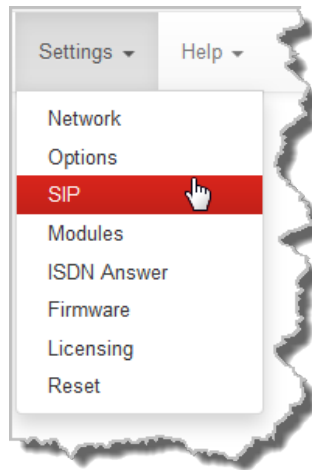 Settings Help
Network
Options
SIP
Modules
ISDN Answer
Firmware
Licensing
Reset